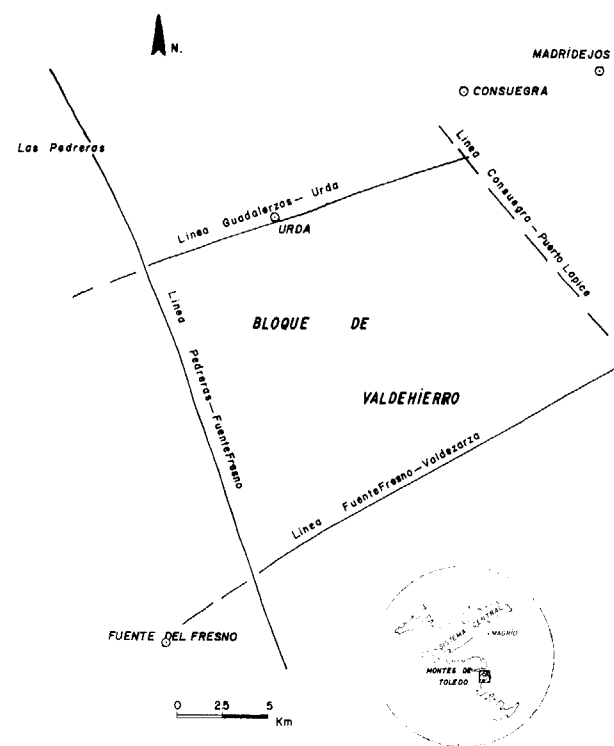 N.
MADRIDEJOS
CONSUEGRA
Las Pedreras
Linea Consuegra—Puerto Lapice
Linea Guadalerzas—Urda
URDA
Linea Pedreras—FuenteFresno
BLOQUE DE
VALDEHIERRO
Linea FuenteFresno—Valdezarza
FUENTE DEL FRESNO
SISTEMA CENTRAL
MADRID
MONTES DE
TOLEDO
0 2.5 5
Km